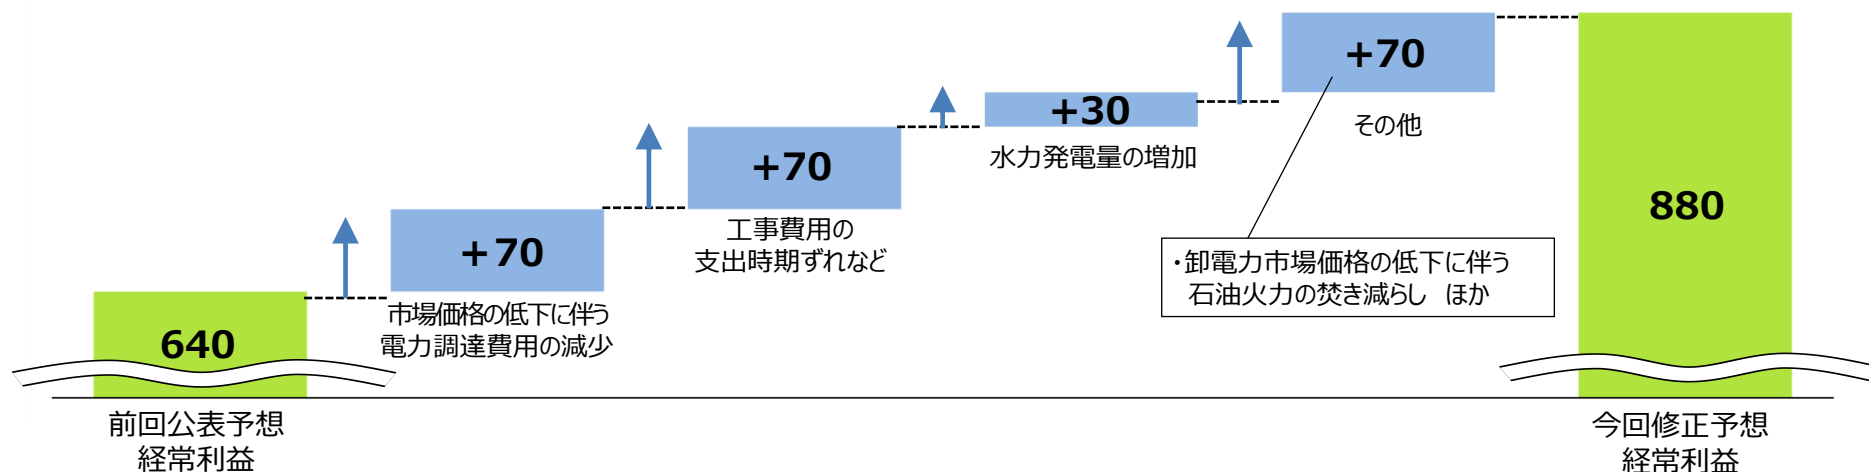 640
前回公表予想
経常利益
+70
市場価格の低下に伴う
電力調達費用の減少
+70
工事費用の
支出時期ずれなど
+30
水力発電量の増加
+70
その他
・卸電力市場価格の低下に伴う
石油火力の焚き減らし ほか
880
今回修正予想
経常利益